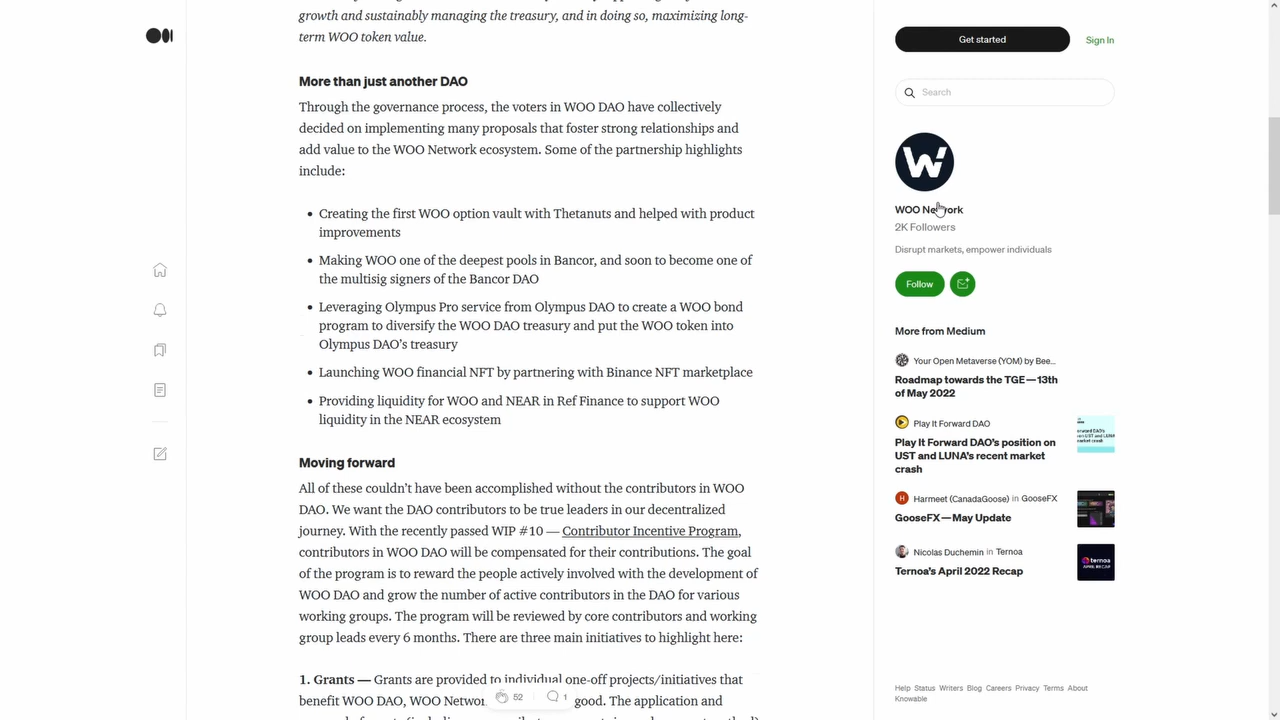 growth and sustainably managing the treasury, and in doing so, maximizing long-
term WOO token value.
More than just another DAO
Through the governance process, the voters in WOO DAO have collectively
decided on implementing many proposals that foster strong relationships and
add value to the WOO Network ecosystem. Some of the partnership highlights
include:
• Creating the first WOO option vault with Thetanuts and helped with product
improvements
• Making WOO one of the deepest pools in Bancor, and soon to become one of
the multisig signers of the Bancor DAO
• Leveraging Olympus Pro service from Olympus DAO to create a WOO bond
program to diversify the WOO DAO treasury and put the WOO token into
Olympus DAO’s treasury
• Launching WOO financial NFT by partnering with Binance NFT marketplace
• Providing liquidity for WOO and NEAR in Ref Finance to support WOO
liquidity in the NEAR ecosystem
Moving forward
All of these couldn’t have been accomplished without the contributors in WOO
DAO. We want the DAO contributors to be true leaders in our decentralized
journey. With the recently passed WIP #10 — Contributor Incentive Program,
contributors in WOO DAO will be compensated for their contributions. The goal
of the program is to reward the people actively involved with the development of
WOO DAO and grow the number of active contributors in the DAO for various
working groups. The program will be reviewed by core contributors and working
group leads every 6 months. There are three main initiatives to highlight here:
1. Grants — Grants are provided to individual one-off projects/initiatives that
benefit WOO DAO, WOO Networ good. The application and
52 1
Get started Sign In
Search
W
WOO Network
2K Followers
Disrupt markets, empower individuals
Follow
More from Medium
Your Open Metaverse (YOM) by Bee...
Roadmap towards the TGE — 13th
of May 2022
Play It Forward DAO
Play It Forward DAO’s position on
UST and LUNA’s recent market
crash
H Harmeet (CanadaGoose) in GooseFX
GooseFX — May Update
Nicolas Duchemin in Ternoa
Ternoa’s April 2022 Recap
ternoa
APRIL RECAP
Help Status Writers Blog Careers Privacy Terms About
Knowable